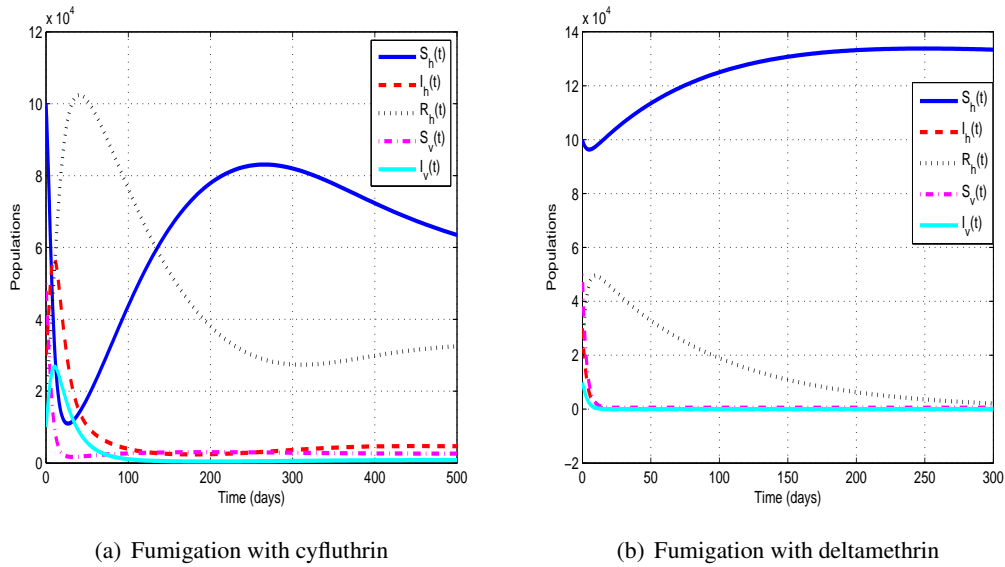 x 10^4
12
10
8
6
4
2
0
Populations
0 100 200 300 400 500
Time (days)
S_h(t)
I_h(t)
R_h(t)
S_v(t)
I_v(t)
(a) Fumigation with cyfluthrin
x 10^4
14
12
10
8
6
4
2
0
−2
Populations
0 50 100 150 200 250 300
Time (days)
S_h(t)
I_h(t)
R_h(t)
S_v(t)
I_v(t)
(b) Fumigation with deltamethrin